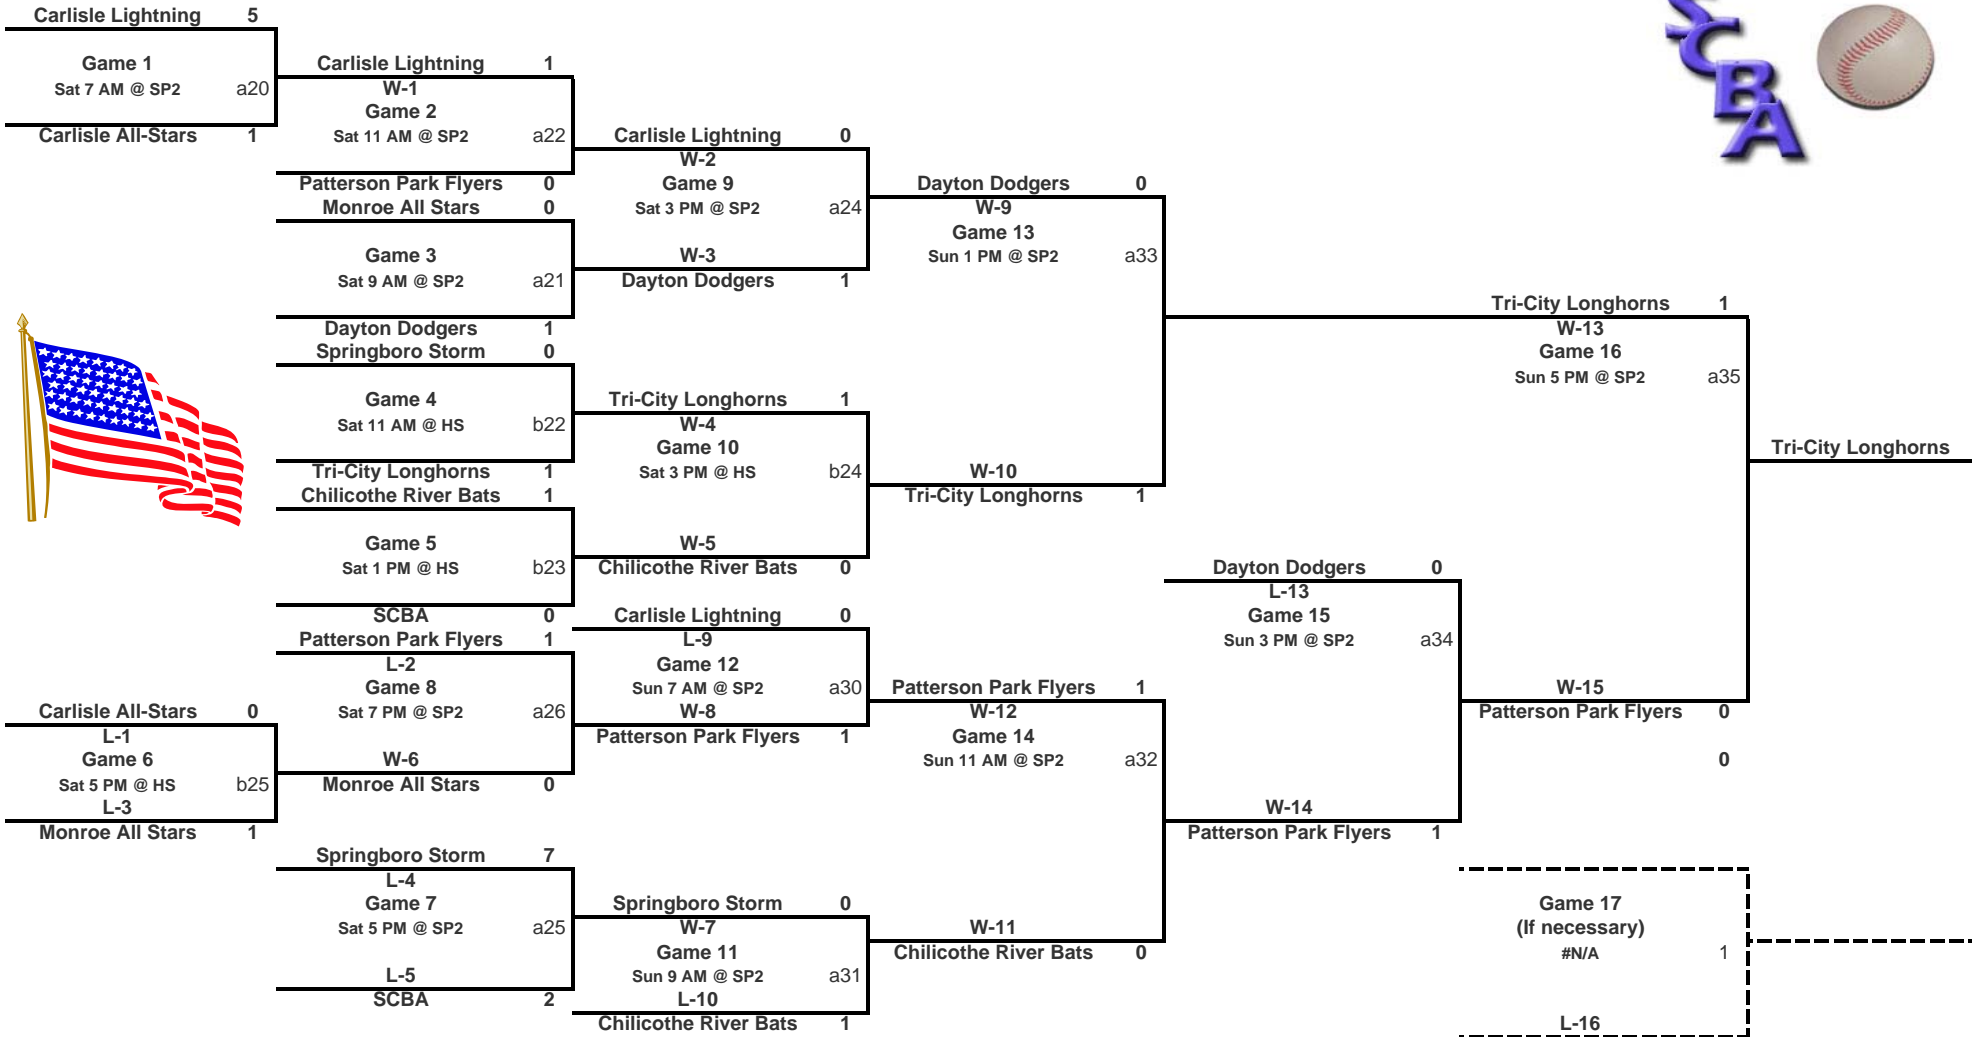 Carlisle Lightning 5
SCBA
Game 1
Sat 7 AM @ SP2 a20
Carlisle All-Stars 1
Carlisle Lightning 1
W-1
Game 2
Sat 11 AM @ SP2 a22
Patterson Park Flyers 0
Monroe All Stars 0
Game 3
Sat 9 AM @ SP2 a21
Dayton Dodgers 1
Springboro Storm 0
Game 4
Sat 11 AM @ HS b22
Tri-City Longhorns 1
Chilicothe River Bats 1
Game 5
Sat 1 PM @ HS b23
SCBA 0
Patterson Park Flyers 1
L-2
Game 8
Sat 7 PM @ SP2 a26
W-6
Monroe All Stars 0
Carlisle All-Stars 0
L-1
Game 6
Sat 5 PM @ HS b25
L-3
Monroe All Stars 1
Springboro Storm 7
L-4
Game 7
Sat 5 PM @ SP2 a25
L-5
SCBA 2
Carlisle Lightning 0
W-2
Game 9
Sat 3 PM @ SP2 a24
W-3
Dayton Dodgers 1
Tri-City Longhorns 1
W-4
Game 10
Sat 3 PM @ HS b24
W-5
Chilicothe River Bats 0
Carlisle Lightning 0
L-9
Game 12
Sun 7 AM @ SP2 a30
W-8
Patterson Park Flyers 1
Springboro Storm 0
W-7
Game 11
Sun 9 AM @ SP2 a31
L-10
Chilicothe River Bats 1
Dayton Dodgers 0
W-9
Game 13
Sun 1 PM @ SP2 a33
W-10
Tri-City Longhorns 1
Patterson Park Flyers 1
W-12
Game 14
Sun 11 AM @ SP2 a32
W-11
Chilicothe River Bats 0
Dayton Dodgers 0
L-13
Game 15
Sun 3 PM @ SP2 a34
W-14
Patterson Park Flyers 1
Tri-City Longhorns 1
W-13
Game 16
Sun 5 PM @ SP2 a35
W-15
Patterson Park Flyers 0
0
Tri-City Longhorns
Game 17
(If necessary)
#N/A 1
L-16